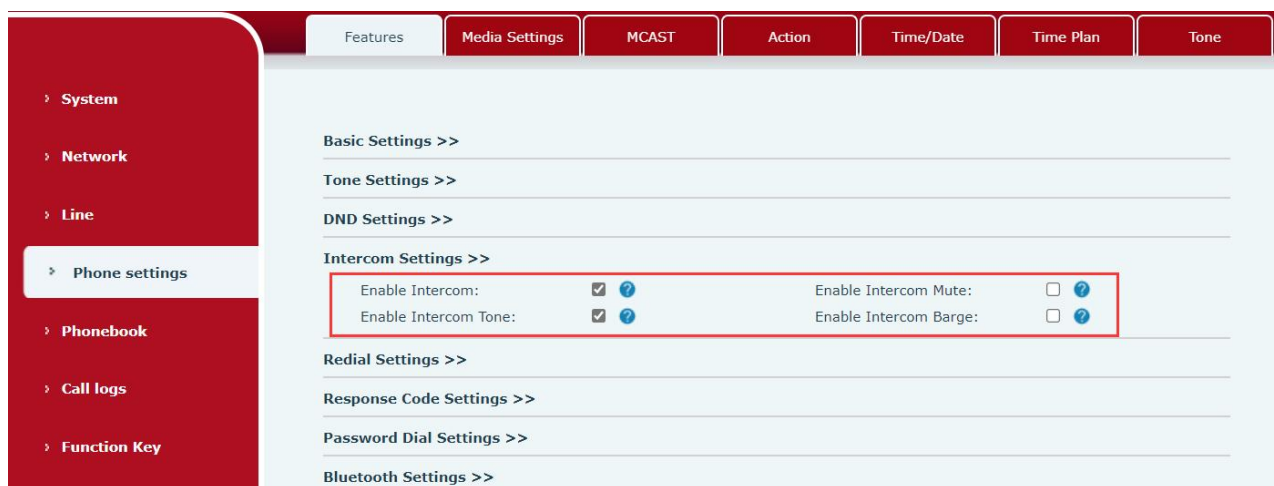 Features Media Settings MCAST Action Time/Date Time Plan Tone
› System
› Network
› Line
› Phone settings
› Phonebook
› Call logs
› Function Key
Basic Settings >>
Tone Settings >>
DND Settings >>
Intercom Settings >>
Enable Intercom: ? Enable Intercom Mute: ?
Enable Intercom Tone: ? Enable Intercom Barge: ?
Redial Settings >>
Response Code Settings >>
Password Dial Settings >>
Bluetooth Settings >>